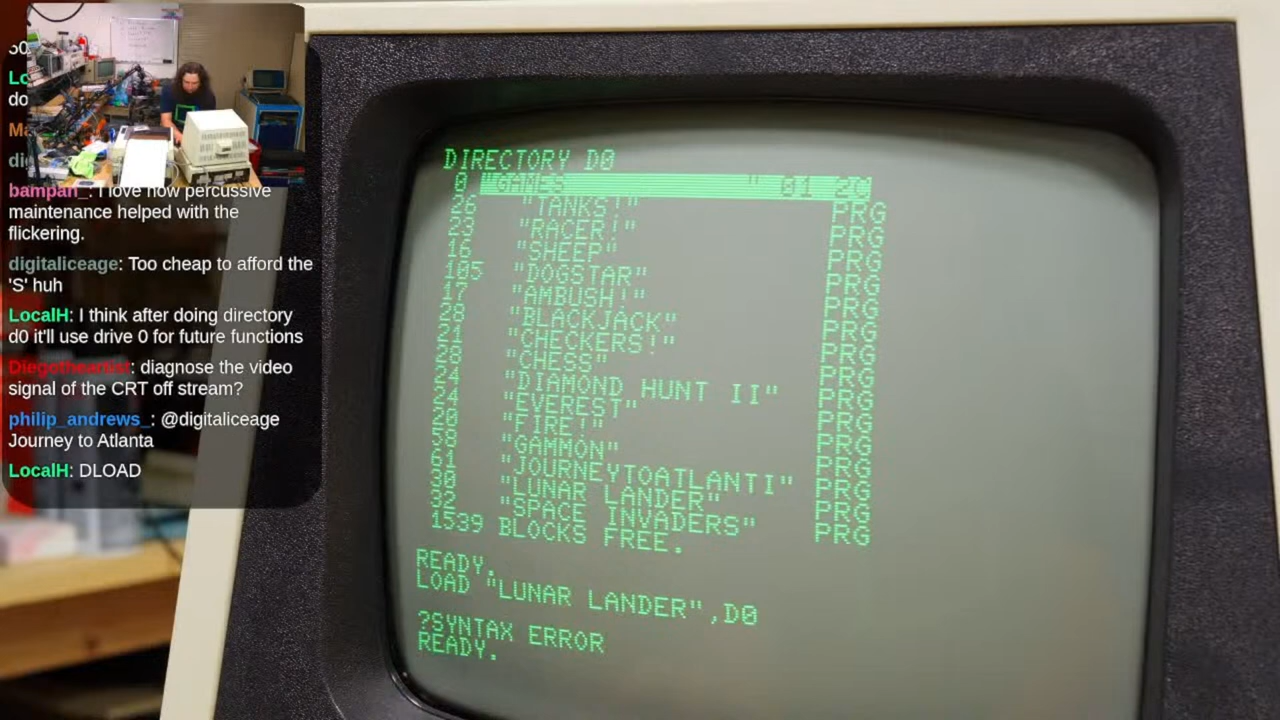 bampan_: I love how percussive
maintenance helped with the
flickering.
digitaliceage: Too cheap to afford the
'S' huh
LocalH: I think after doing directory
d0 it'll use drive 0 for future functions
Diegotheartist: diagnose the video
signal of the CRT off stream?
philip_andrews_: @digitaliceage
Journey to Atlanta
LocalH: DLOAD
DIRECTORY D0
0 "GAMES " 01 2C
26 "TANKS!" PRG
23 "RACER!" PRG
16 "SHEEP" PRG
105 "DOGSTAR" PRG
17 "AMBUSH!" PRG
28 "BLACKJACK" PRG
21 "CHECKERS!" PRG
28 "CHESS" PRG
24 "DIAMOND HUNT II" PRG
24 "EVEREST" PRG
20 "FIRE!" PRG
58 "GAMMON" PRG
61 "JOURNEYTOATLANTI" PRG
30 "LUNAR LANDER" PRG
32 "SPACE INVADERS" PRG
1539 BLOCKS FREE.
READY.
LOAD "LUNAR LANDER",D0
?SYNTAX ERROR
READY.